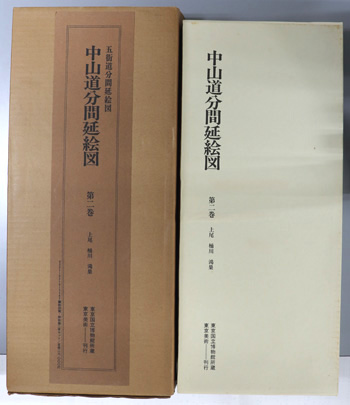 五街道分間延絵図
中山道分間延絵図
第二巻
上尾 桶川 鴻巣
東京国立博物館所蔵
東京美術――刊行
中山道分間延絵図
第二巻
上尾 桶川 鴻巣
東京国立博物館所蔵
東京美術――刊行